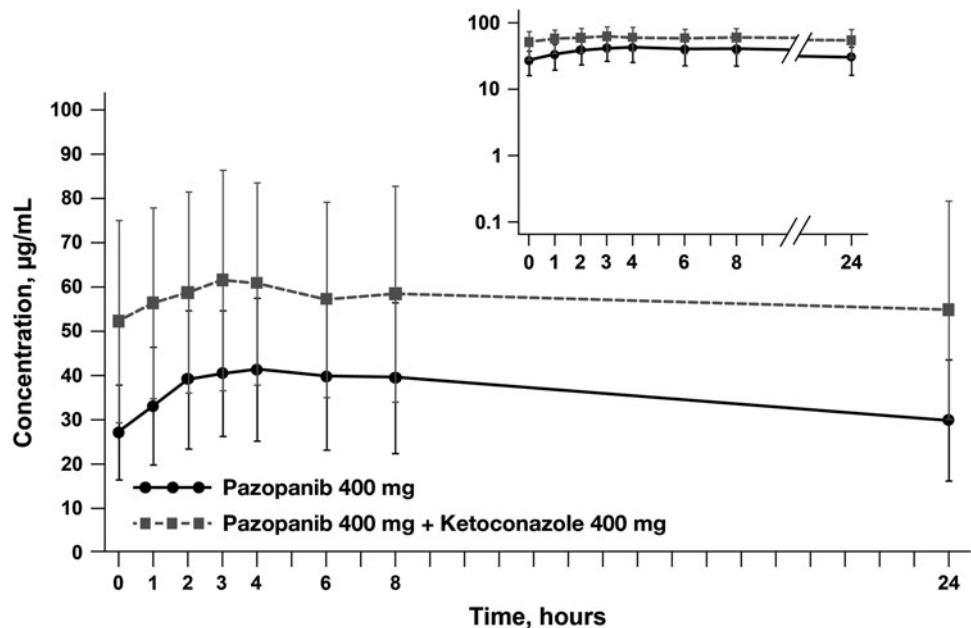 100
10
1
0.1
0 1 2 3 4 6 8 24
Concentration, µg/mL
100
90
80
70
60
50
40
30
20
10
0
Pazopanib 400 mg
Pazopanib 400 mg + Ketoconazole 400 mg
0 1 2 3 4 6 8 24
Time, hours